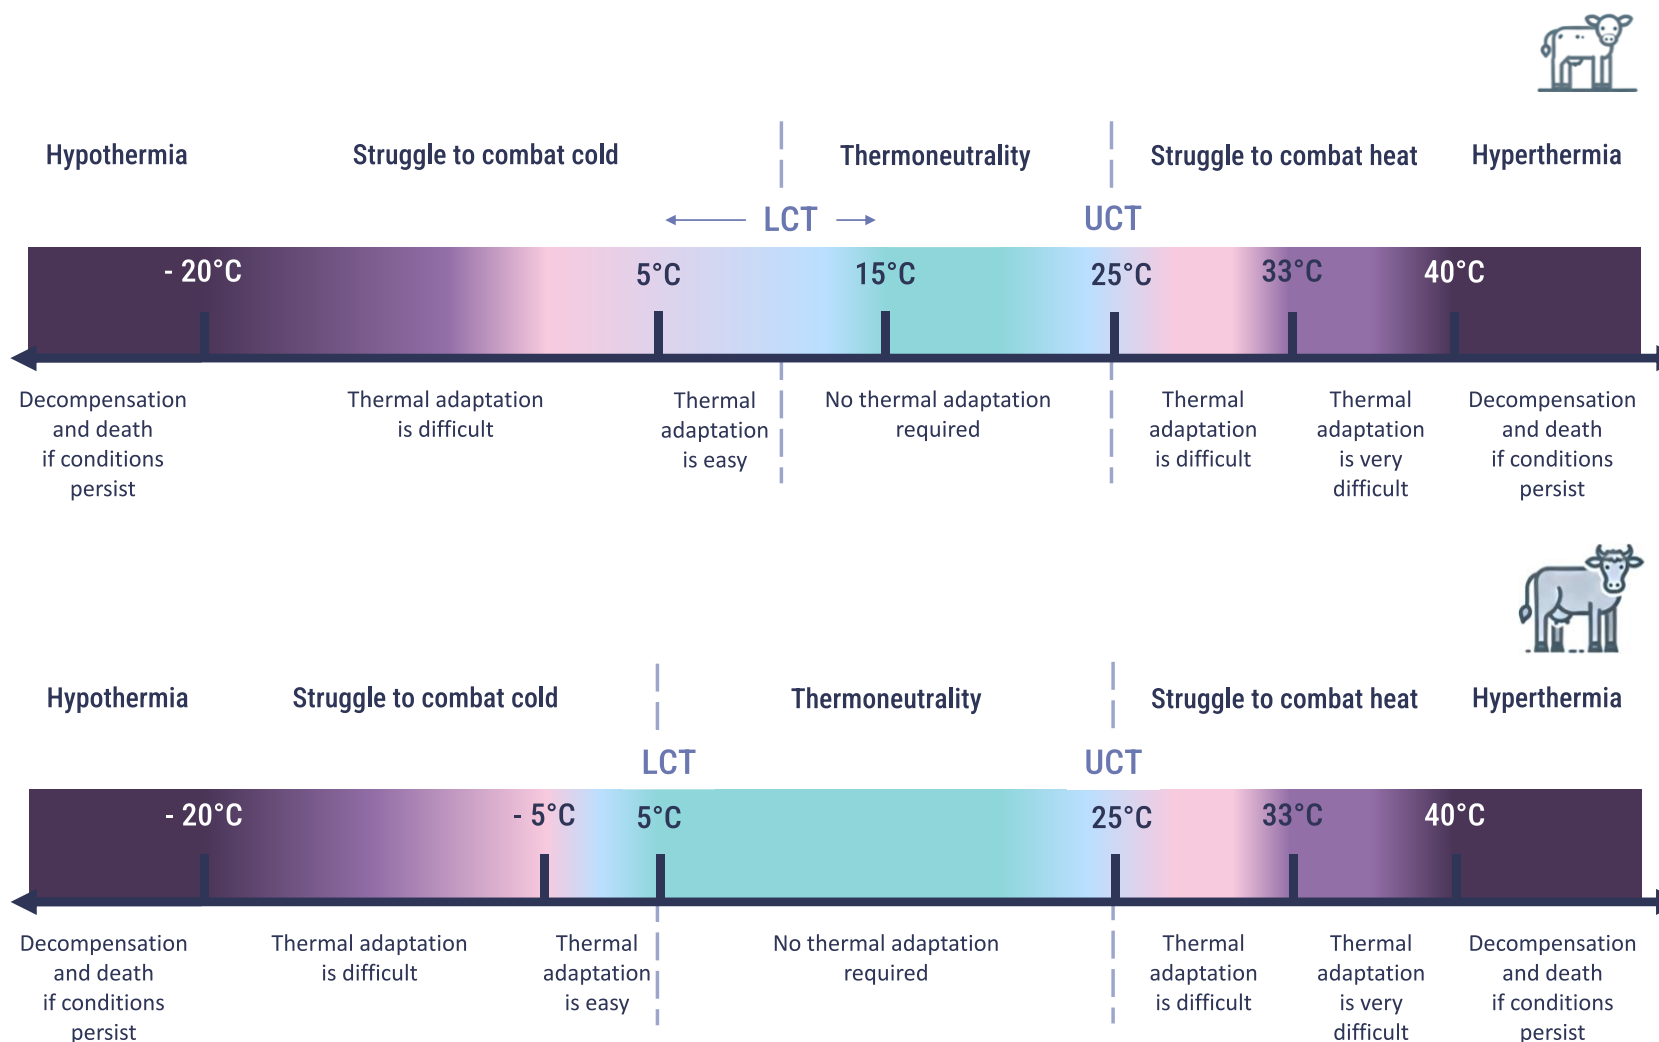 Hypothermia
Struggle to combat cold
Thermoneutrality
Struggle to combat heat
Hyperthermia
LCT
UCT
- 20°C
5°C
15°C
25°C
33°C
40°C
Decompensation
and death
if conditions
persist
Thermal adaptation
is difficult
Thermal
adaptation
is easy
No thermal adaptation
required
Thermal
adaptation
is difficult
Thermal
adaptation
is very
difficult
Decompensation
and death
if conditions
persist
Hypothermia
Struggle to combat cold
Thermoneutrality
Struggle to combat heat
Hyperthermia
LCT
UCT
- 20°C
- 5°C
5°C
25°C
33°C
40°C
Decompensation
and death
if conditions
persist
Thermal adaptation
is difficult
Thermal
adaptation
is easy
No thermal adaptation
required
Thermal
adaptation
is difficult
Thermal
adaptation
is very
difficult
Decompensation
and death
if conditions
persist